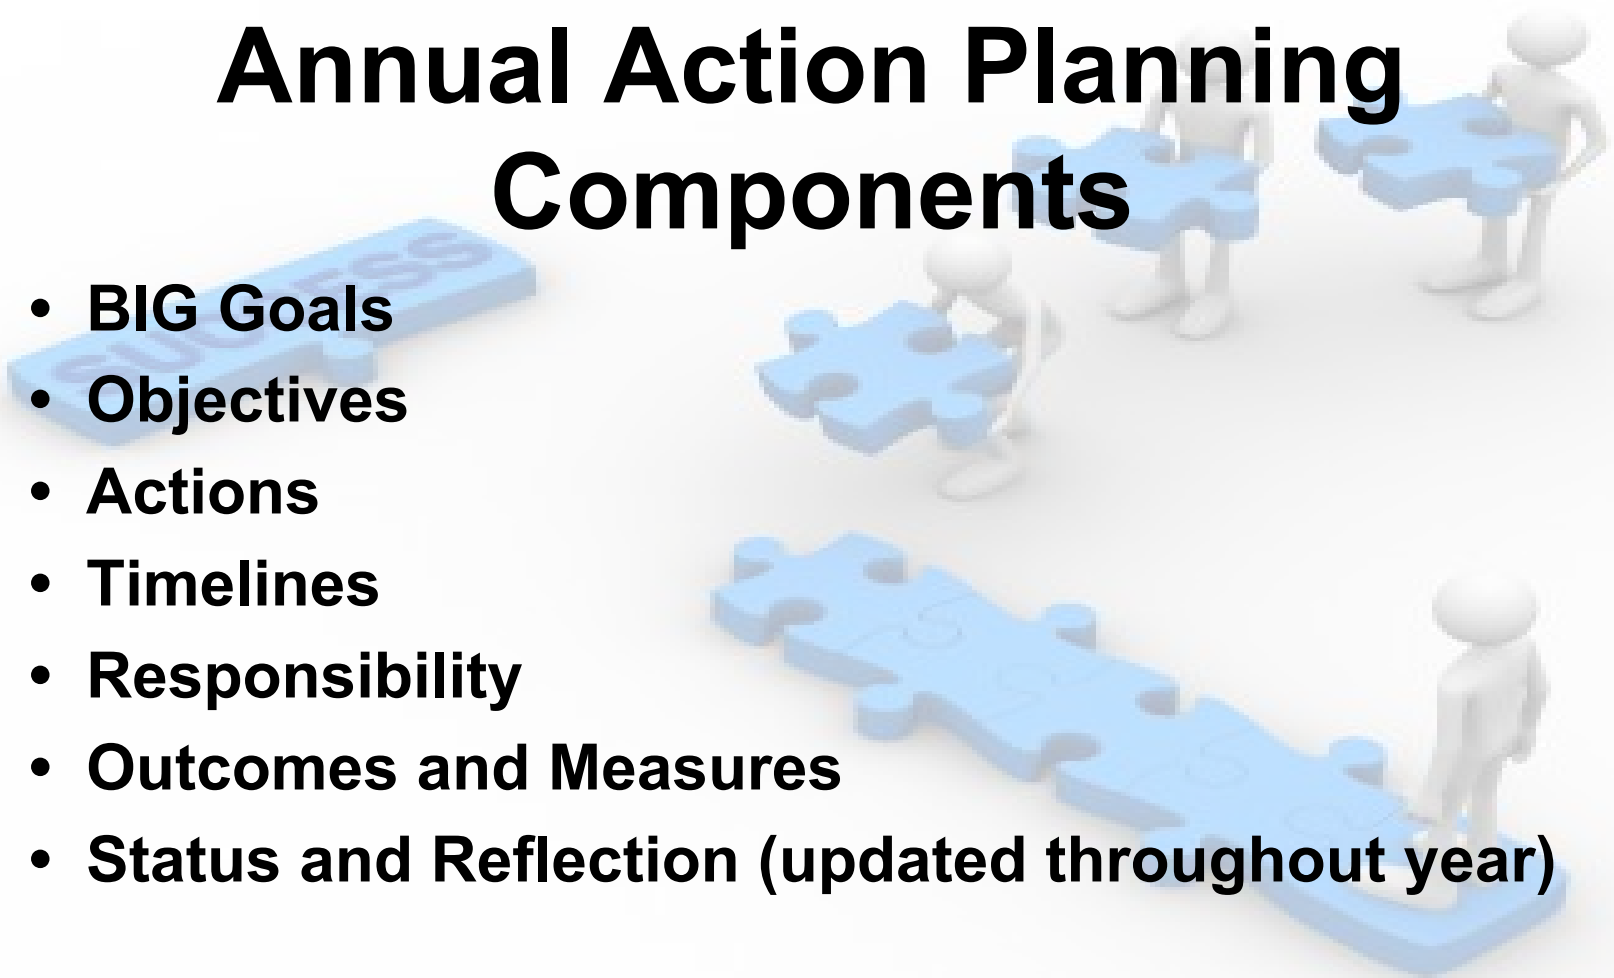 Annual Action Planning
Components
SUCCESS
• BIG Goals
• Objectives
• Actions
• Timelines
• Responsibility
• Outcomes and Measures
• Status and Reflection (updated throughout year)